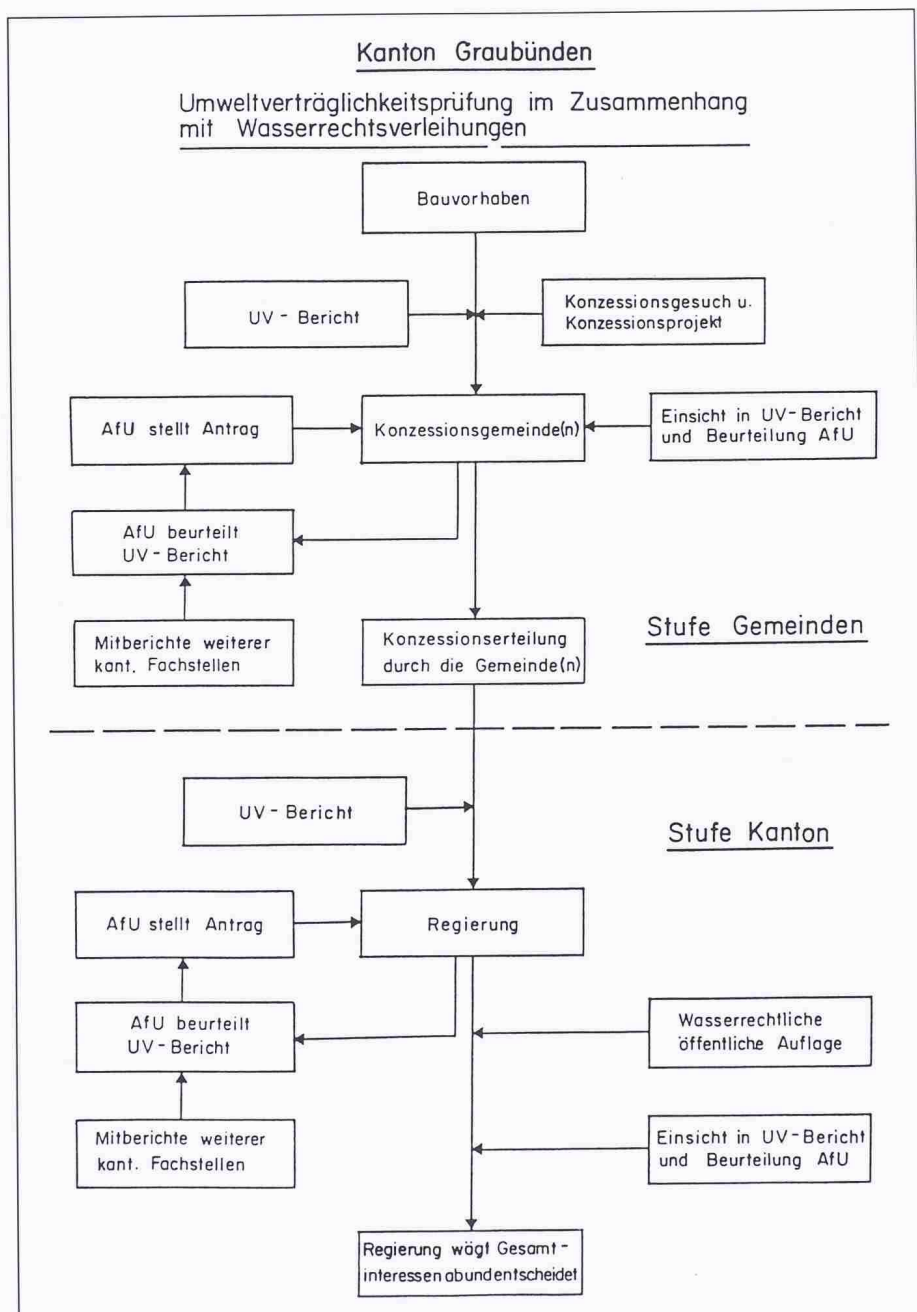 Kanton Graubünden
Umweltverträglichkeitsprüfung im Zusammenhang
mit Wasserrechtsverleihungen
Bauvorhaben
UV - Bericht
Konzessionsgesuch u.
Konzessionsprojekt
AfU stellt Antrag
Konzessionsgemeinde(n)
Einsicht in UV-Bericht
und Beurteilung AfU
AfU beurteilt
UV - Bericht
Mitberichte weiterer
kant. Fachstellen
Konzessionserteilung
durch die Gemeinde(n)
Stufe Gemeinden
UV - Bericht
Stufe Kanton
AfU stellt Antrag
Regierung
AfU beurteilt
UV - Bericht
Wasserrechtliche
öffentliche Auflage
Mitberichte weiterer
kant. Fachstellen
Einsicht in UV-Bericht
und Beurteilung AfU
Regierung wägt Gesamt-
interessen ab und entscheidet